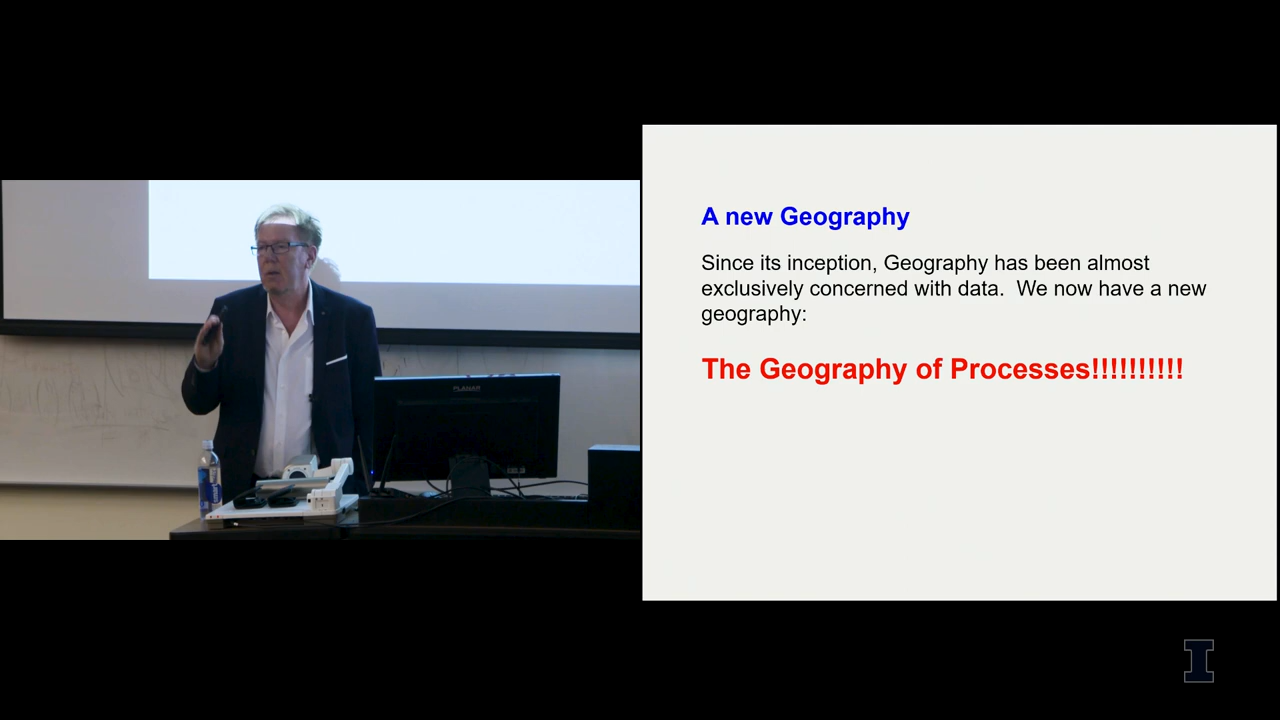 A new Geography
Since its inception, Geography has been almost
exclusively concerned with data.  We now have a new
geography:
The Geography of Processes!!!!!!!!!!
PLANAR
I